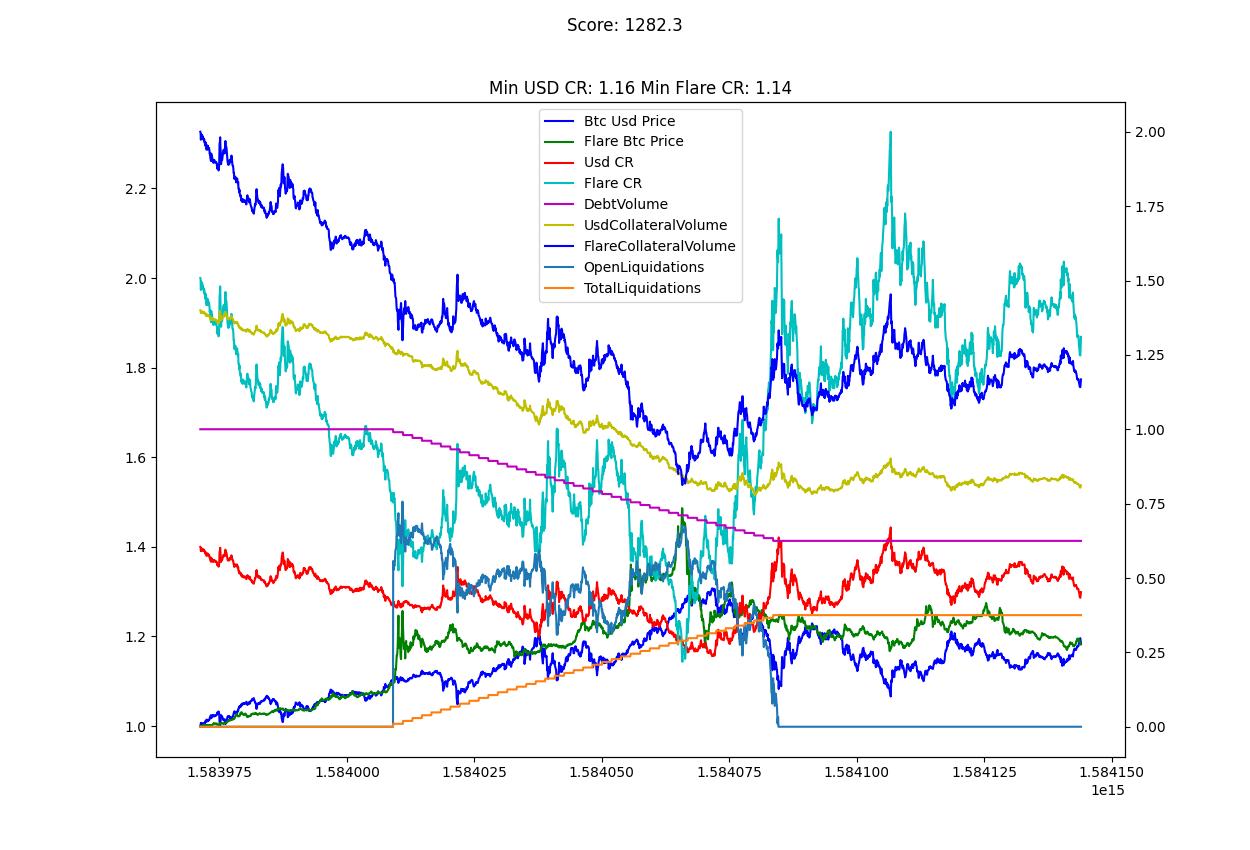 Score: 1282.3
Min USD CR: 1.16 Min Flare CR: 1.14
Btc Usd Price
Flare Btc Price
Usd CR
Flare CR
DebtVolume
UsdCollateralVolume
FlareCollateralVolume
OpenLiquidations
TotalLiquidations
2.2
2.0
1.8
1.6
1.4
1.2
1.0
2.00
1.75
1.50
1.25
1.00
0.75
0.50
0.25
0.00
1.583975 1.584000 1.584025 1.584050 1.584075 1.584100 1.584125 1.584150
1e15